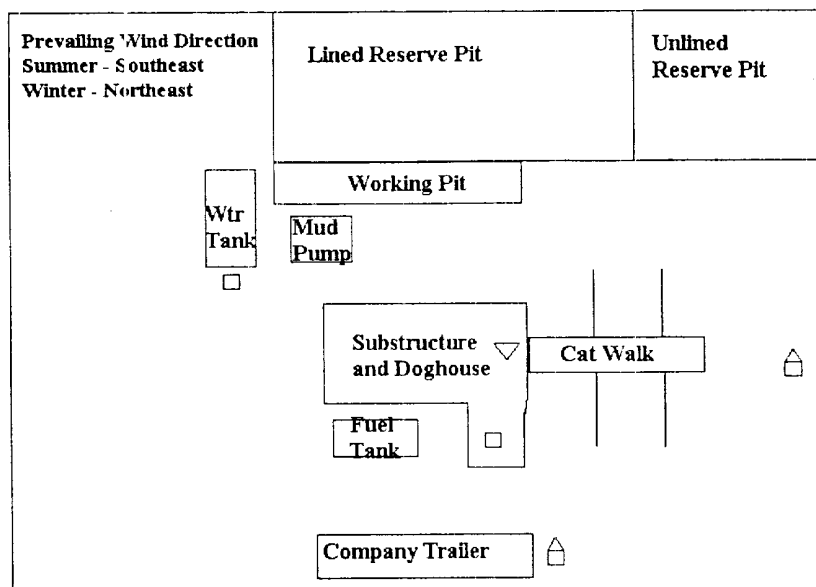 Prevailing Wind Direction
Summer - Southeast
Winter - Northeast
Lined Reserve Pit
Unlined
Reserve Pit
Working Pit
Wtr
Tank
Mud
Pump
Substructure
and Doghouse
Cat Walk
Fuel
Tank
Company Trailer